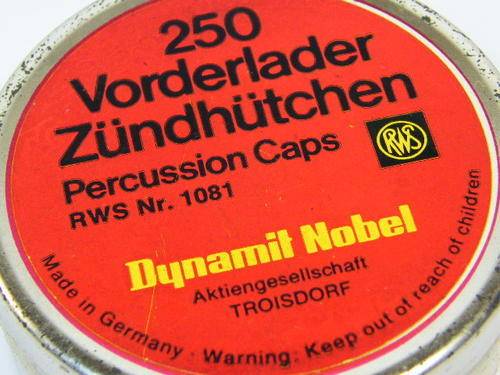 250
Vorderlader
Zündhütchen
Percussion Caps
RWS Nr. 1081
RWS
Dynamit Nobel
Aktiengesellschaft
TROISDORF
Made in Germany · Warning: Keep out of reach of children